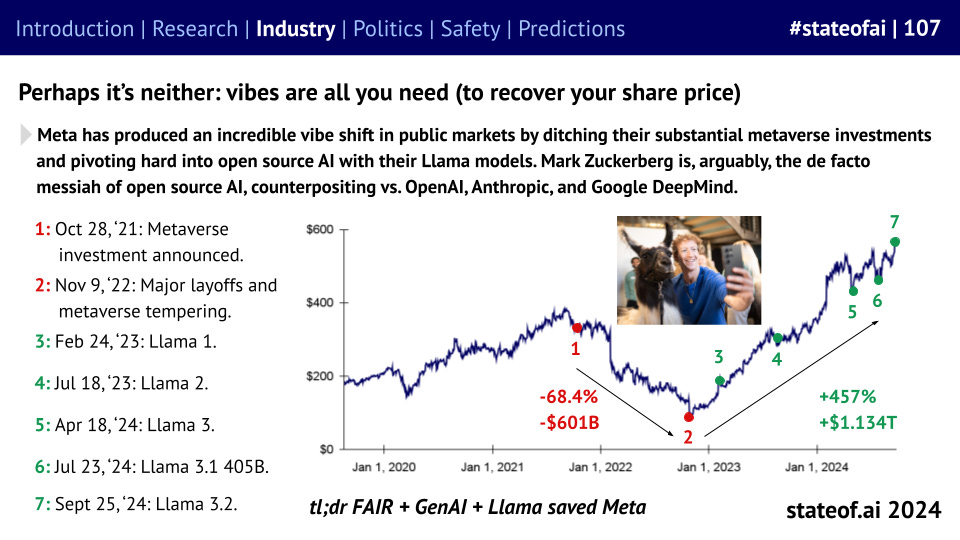 Introduction | Research | Industry | Politics | Safety | Predictions
#stateofai | 107
Perhaps it’s neither: vibes are all you need (to recover your share price)
Meta has produced an incredible vibe shift in public markets by ditching their substantial metaverse investments
and pivoting hard into open source AI with their Llama models. Mark Zuckerberg is, arguably, the de facto
messiah of open source AI, counterpositing vs. OpenAI, Anthropic, and Google DeepMind.
1: Oct 28, ‘21: Metaverse
investment announced.
2: Nov 9, ‘22: Major layoffs and
metaverse tempering.
3: Feb 24, ‘23: Llama 1.
4: Jul 18, ‘23: Llama 2.
5: Apr 18, ‘24: Llama 3.
6: Jul 23, ‘24: Llama 3.1 405B.
7: Sept 25, ‘24: Llama 3.2.
$600
$400
$200
$0
Jan 1, 2020
Jan 1, 2021
Jan 1, 2022
Jan 1, 2023
Jan 1, 2024
1
2
3
4
5
6
7
-68.4%
-$601B
+457%
+$1.134T
tl;dr FAIR + GenAI + Llama saved Meta
stateof.ai 2024